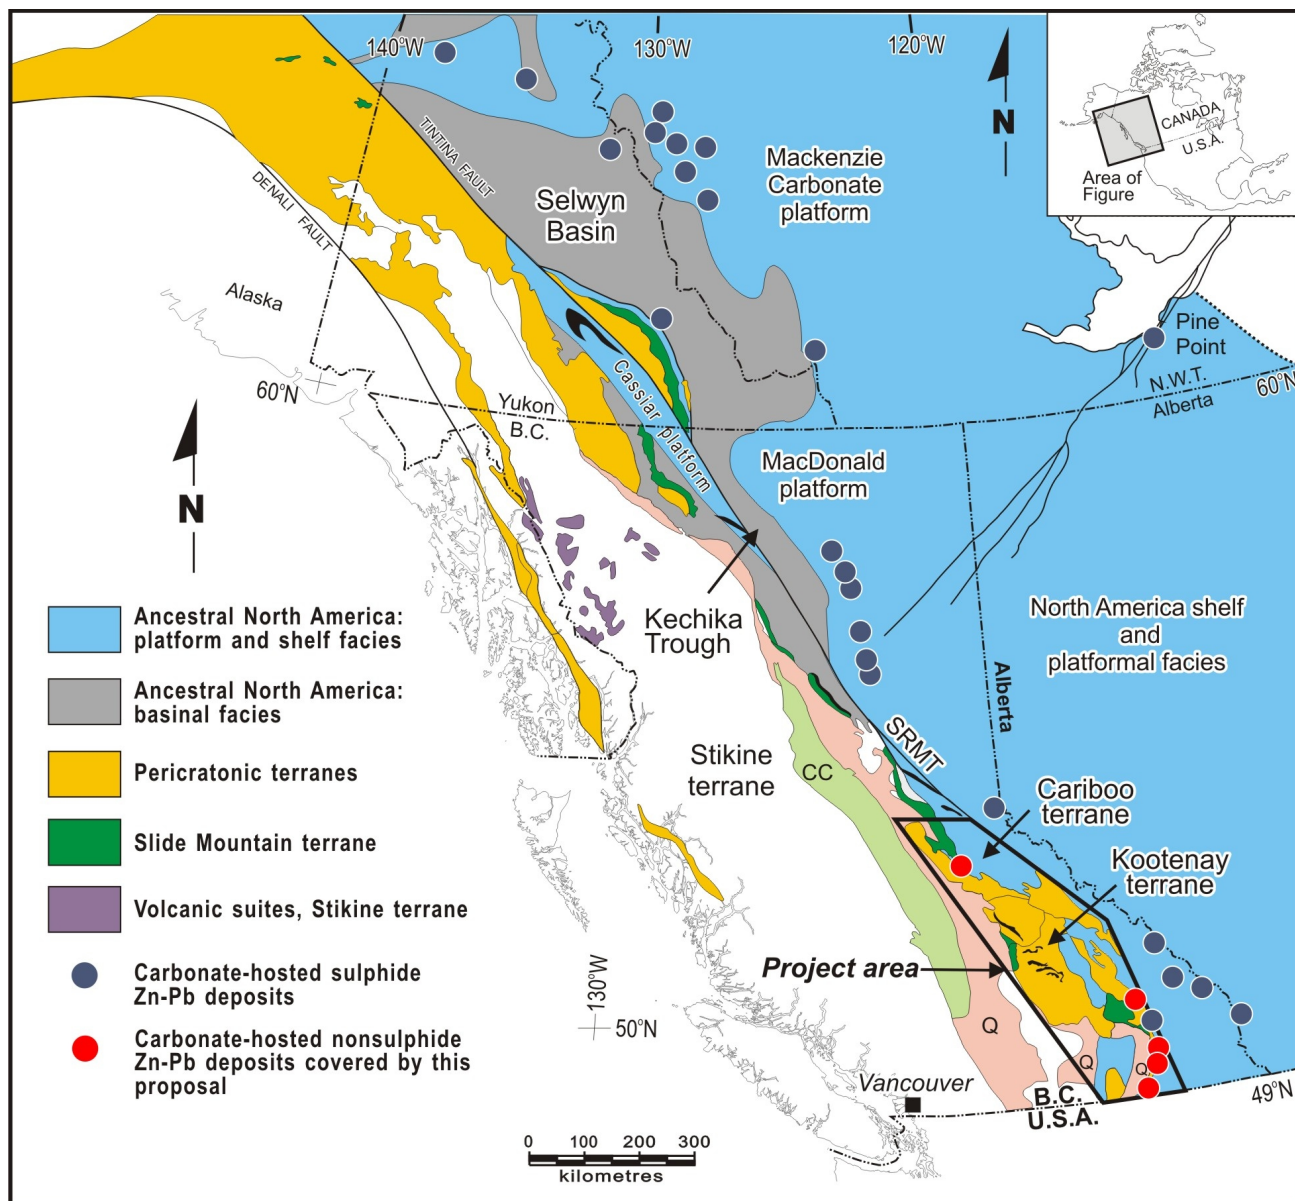 140°W
130°W
120°W
N
CANADA
U.S.A.
Area of
Figure
TINTINA FAULT
DENALI FAULT
Mackenzie
Carbonate
platform
Selwyn
Basin
Alaska
Pine
Point
N.W.T.
Alberta
60°N
60°N
Yukon
B.C.
Cassiar platform
MacDonald
platform
N
Kechika
Trough
North America shelf
and
platformal facies
Alberta
Ancestral North America:
platform and shelf facies
Ancestral North America:
basinal facies
Pericratonic terranes
Slide Mountain terrane
Volcanic suites, Stikine terrane
Carbonate-hosted sulphide
Zn-Pb deposits
Carbonate-hosted nonsulphide
Zn-Pb deposits covered by this
proposal
SRMT
Stikine
terrane
CC
Cariboo
terrane
Kootenay
terrane
Project area
130°W
50°N
Q
Q
Q
Vancouver
B.C.
U.S.A.
49°N
0 100 200 300
kilometres